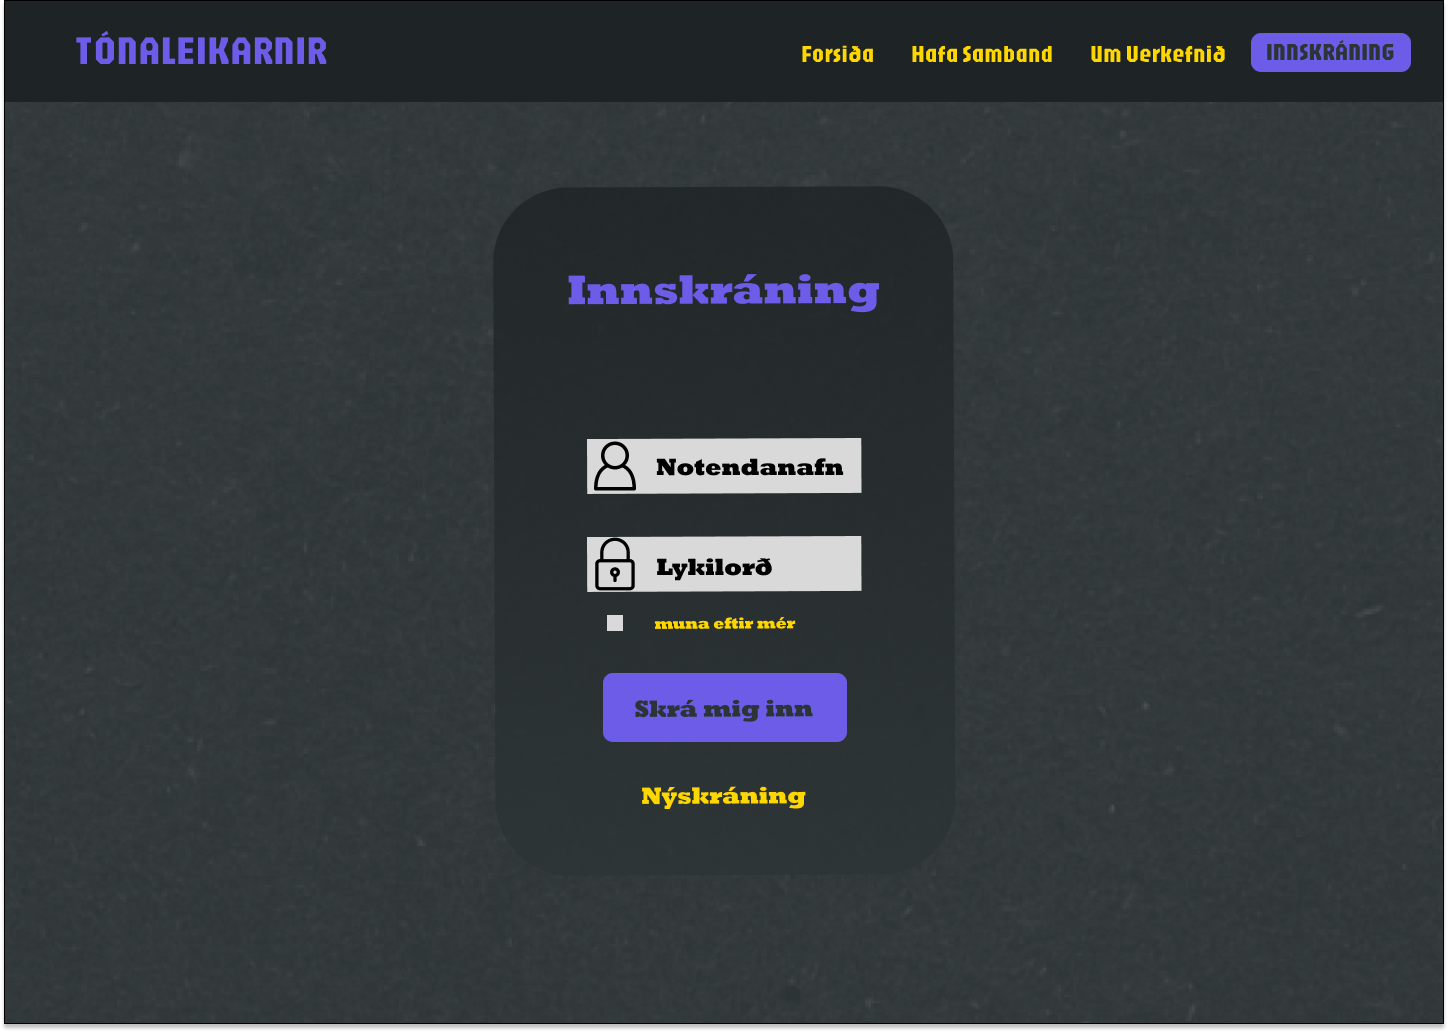 TÓNALEIKARNIR
Forsiða Hafa Samband Um Verkefnið INNSKRÁNING
Innskráning
Notendanafn
Lykilorð
muna eftir mér
Skrá mig inn
Nýskráning